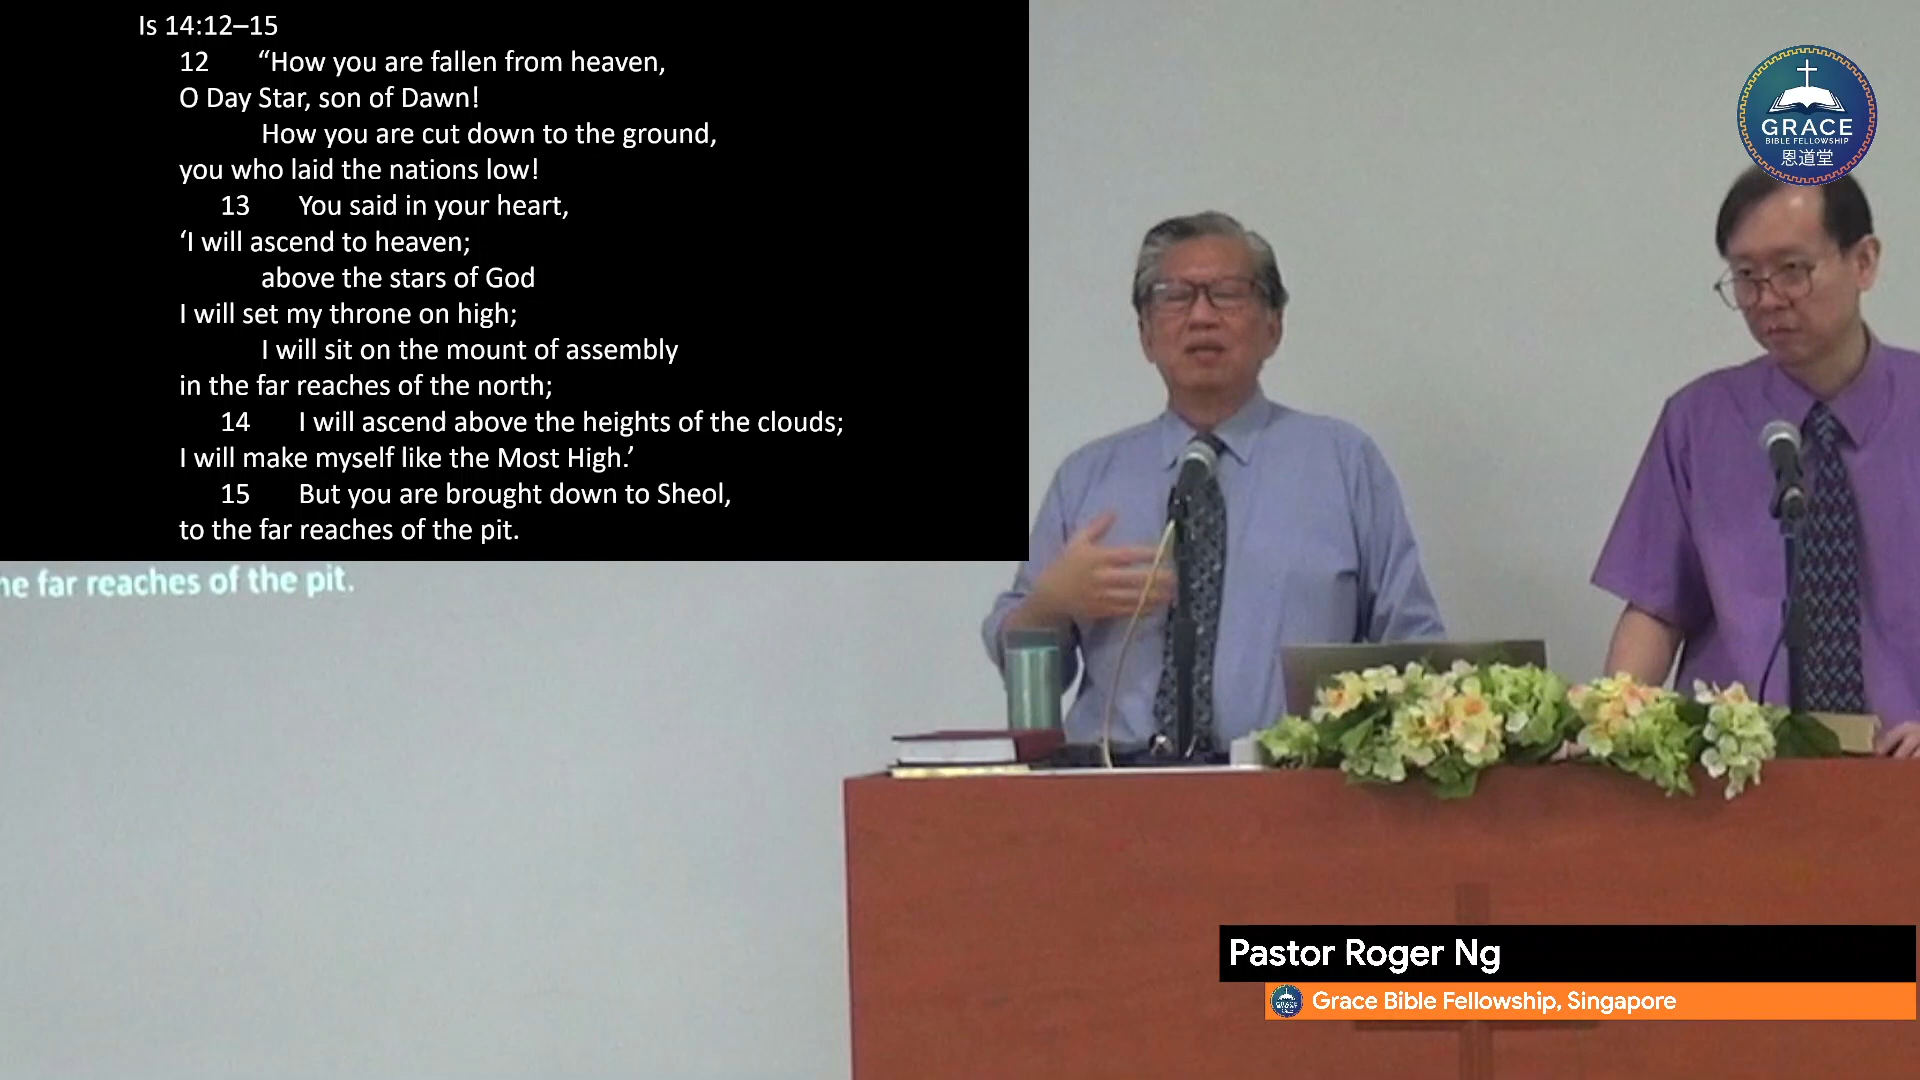 Is 14:12–15
12 “How you are fallen from heaven,
O Day Star, son of Dawn!
How you are cut down to the ground,
you who laid the nations low!
13 You said in your heart,
‘I will ascend to heaven;
above the stars of God
I will set my throne on high;
I will sit on the mount of assembly
in the far reaches of the north;
14 I will ascend above the heights of the clouds;
I will make myself like the Most High.’
15 But you are brought down to Sheol,
to the far reaches of the pit.
far reaches of the pit.
GRACE
BIBLE FELLOWSHIP
恩道堂
Pastor Roger Ng
Grace Bible Fellowship, Singapore